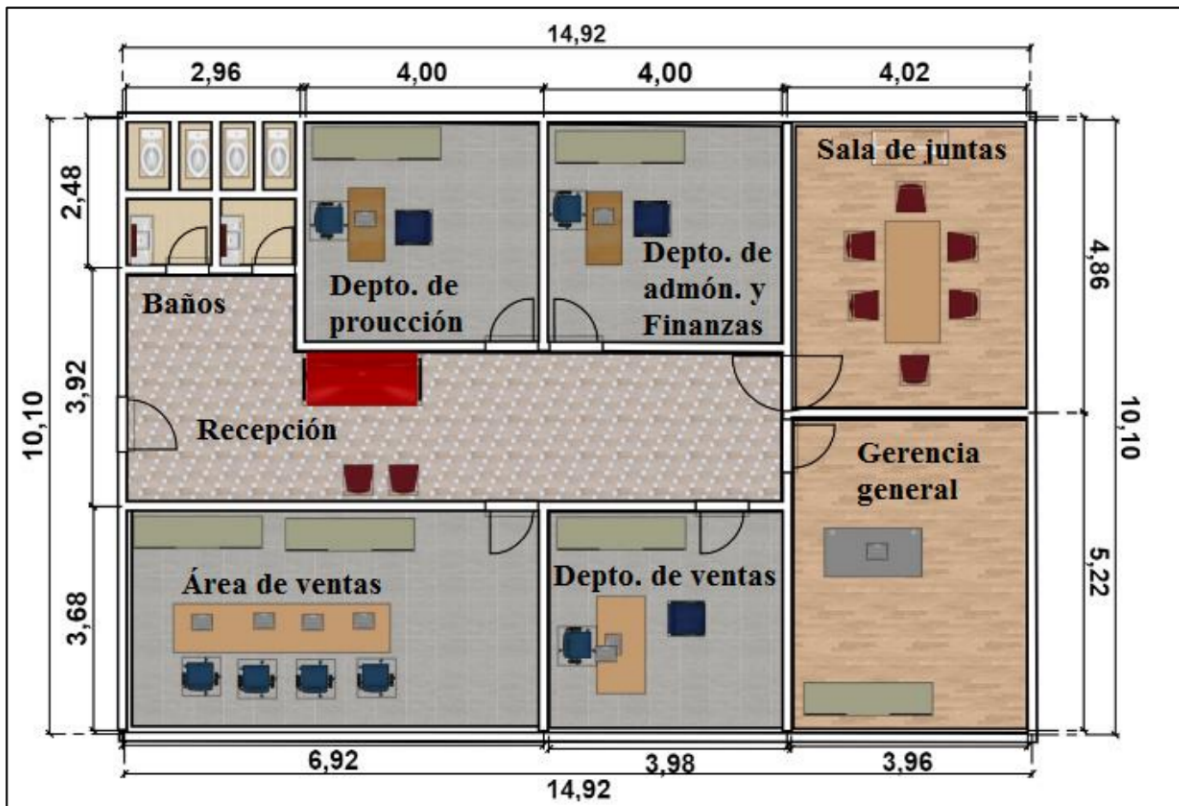 14,92
2,96
4,00
4,00
4,02
10,10
2,48
3,92
3,68
4,86
5,22
10,10
Sala de juntas
Baños
Depto. de
proucción
Depto. de
admón. y
Finanzas
Recepción
Gerencia
general
Área de ventas
Depto. de ventas
6,92
3,98
3,96
14,92